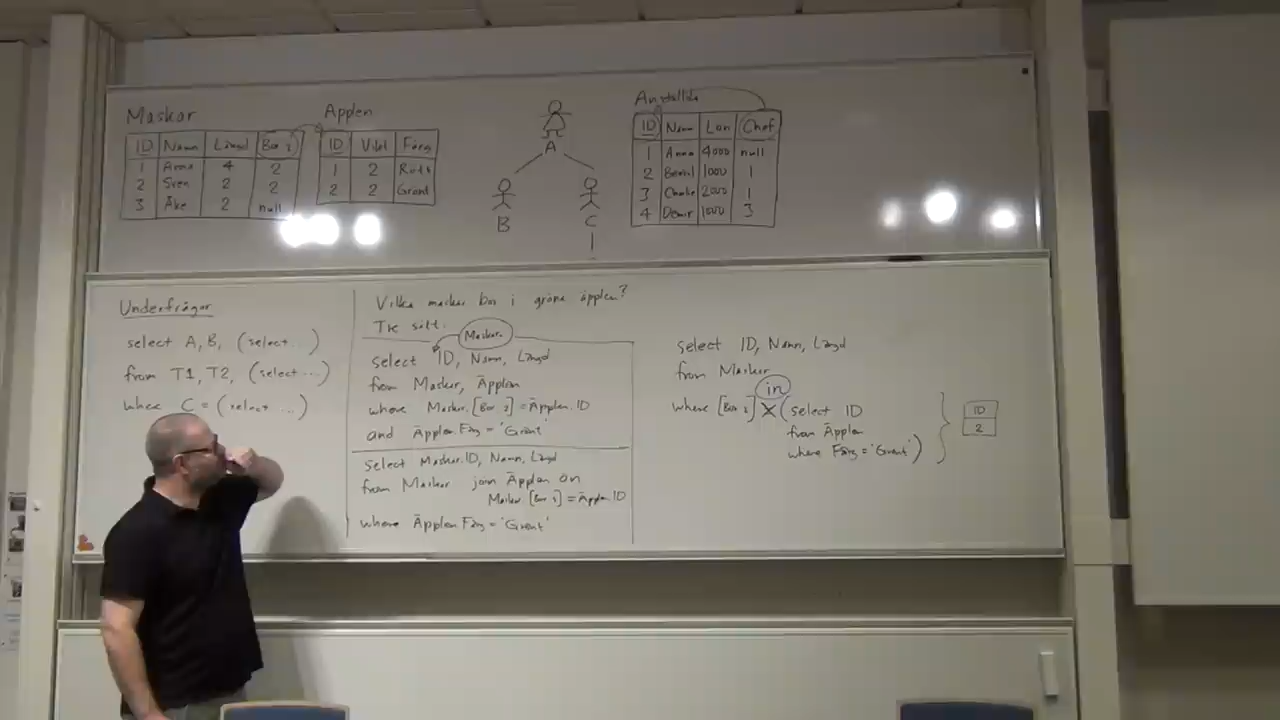 Maskar
ID Namn Längd Bor i
1 Anna 4 2
2 Sven 2 2
3 Åke 2 null
Äpplen
ID Vikt Färg
1 2 Rött
2 2 Grönt
A
B
C
Anställda
ID Namn Lön Chef
1 Anna 4000 null
2 Bertil 1000 1
3 Charlie 2000 1
4 Demir 1000 3
Underfrågor
select A, B, (select...)
from T1, T2, (select ...)
where C = (select ...)
Vilka maskar bor i gröna äpplen?
Tre sätt:
Maskar.
select ID, Namn, Längd
from Maskar, Äpplen
where Maskar.[Bor i] = Äpplen.ID
and Äpplen.Färg = 'Grönt'
select Maskar.ID, Namn, Längd
from Maskar join Äpplen on
Maskar.[Bor i] = Äpplen.ID
where Äpplen.Färg = 'Grönt'
select ID, Namn, Längd
from Maskar
in
where [Bor i] (select ID
from Äpplen
where Färg = 'Grönt')
ID
2